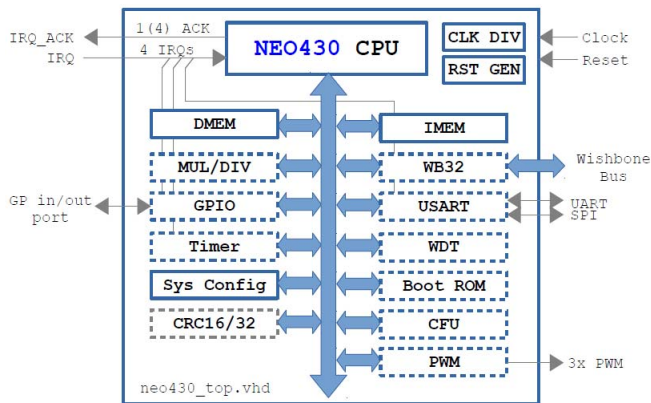 1(4) ACK
IRQ_ACK
NEO430 CPU
CLK DIV
Clock
4 IRQs
IRQ
RST GEN
Reset
DMEM
IMEM
MUL/DIV
WB32
Wishbone
Bus
GP in/out
port
GPIO
USART
UART
SPI
Timer
WDT
Sys Config
Boot ROM
CRC16/32
CFU
PWM
3x PWM
neo430_top.vhd